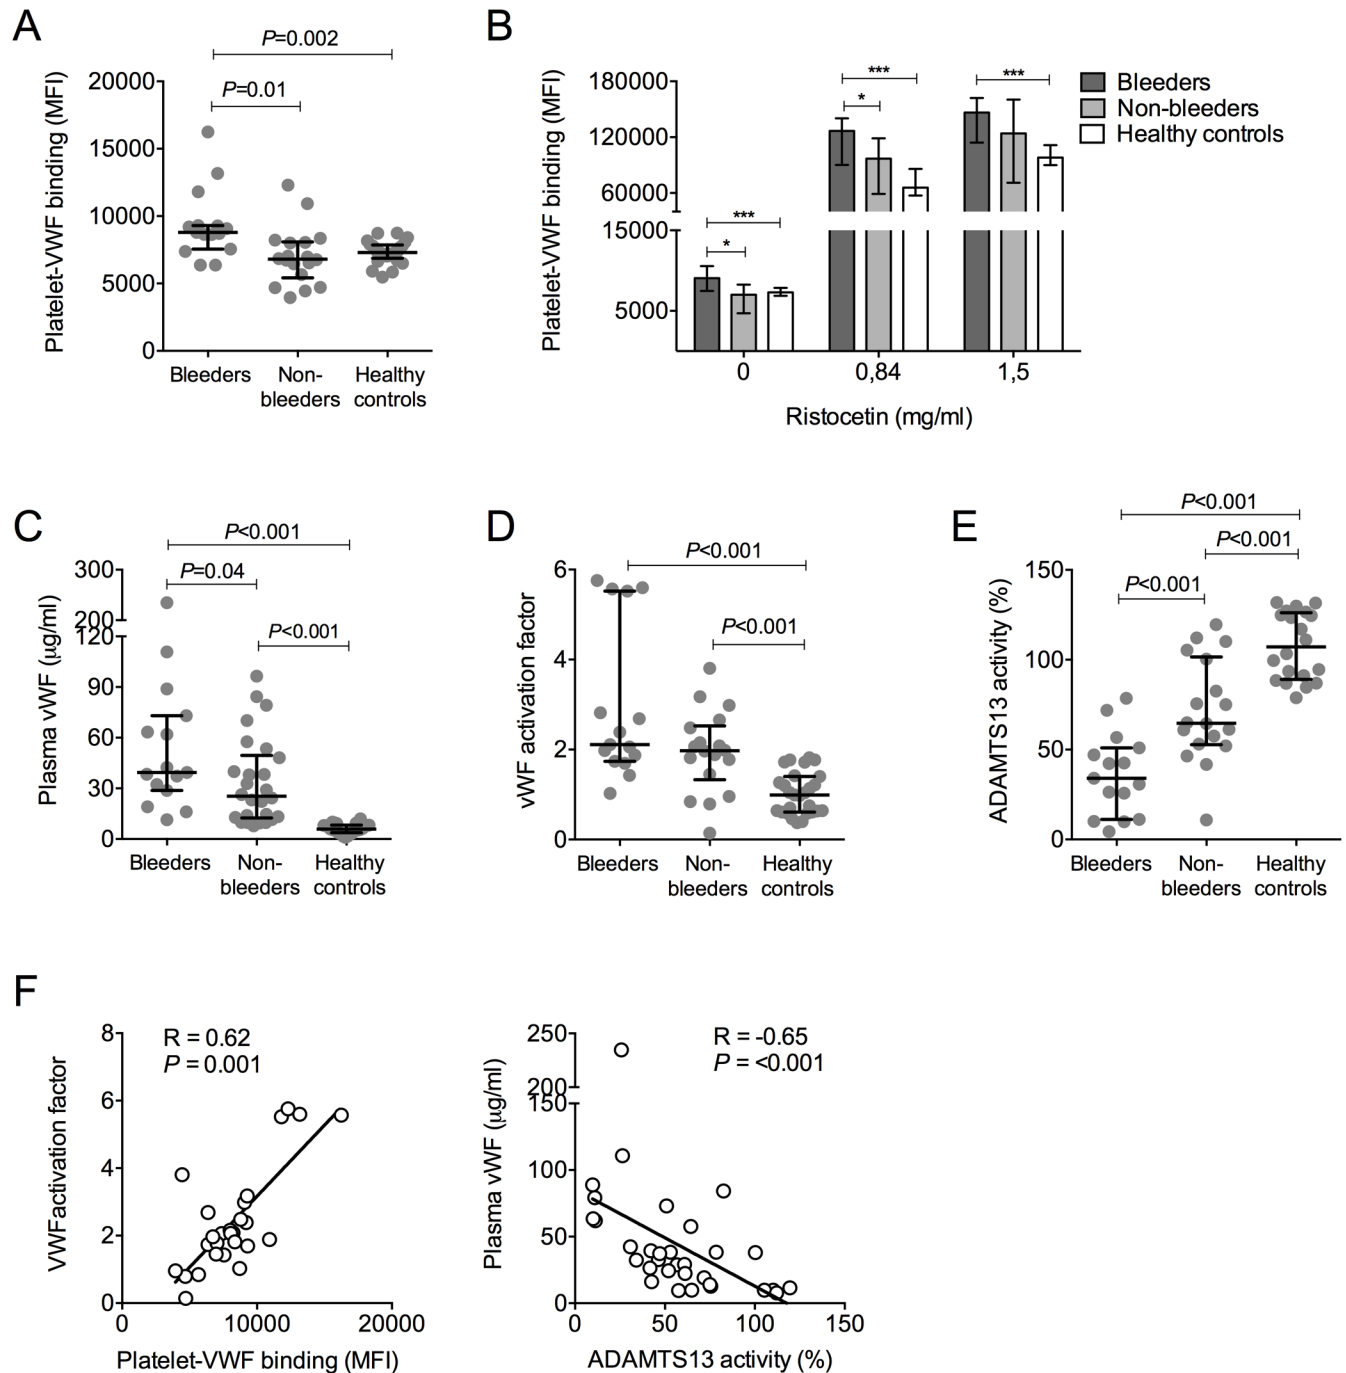 A
P=0.002
P=0.01
Platelet-VWF binding (MFI)
20000
15000
10000
5000
0
Bleeders
Non-
bleeders
Healthy
controls
B
Platelet-VWF binding (MFI)
180000
120000
60000
15000
5000
***
*
***
*
***
0
0,84
1,5
Ristocetin (mg/ml)
Bleeders
Non-bleeders
Healthy controls
C
P<0.001
P=0.04
P<0.001
Plasma vWF (µg/ml)
300
200
120
90
60
30
0
Bleeders
Non-
bleeders
Healthy
controls
D
P<0.001
P<0.001
vWF activation factor
6
4
2
0
Bleeders
Non-
bleeders
Healthy
controls
E
P<0.001
P<0.001
P<0.001
ADAMTS13 activity (%)
150
100
50
0
Bleeders
Non-
bleeders
Healthy
controls
F
R = 0.62
P = 0.001
VWFactivation factor
8
6
4
2
0
0
10000
20000
Platelet-VWF binding (MFI)
R = -0.65
P = <0.001
Plasma vWF (µg/ml)
250
200
150
100
50
0
0
50
100
150
ADAMTS13 activity (%)